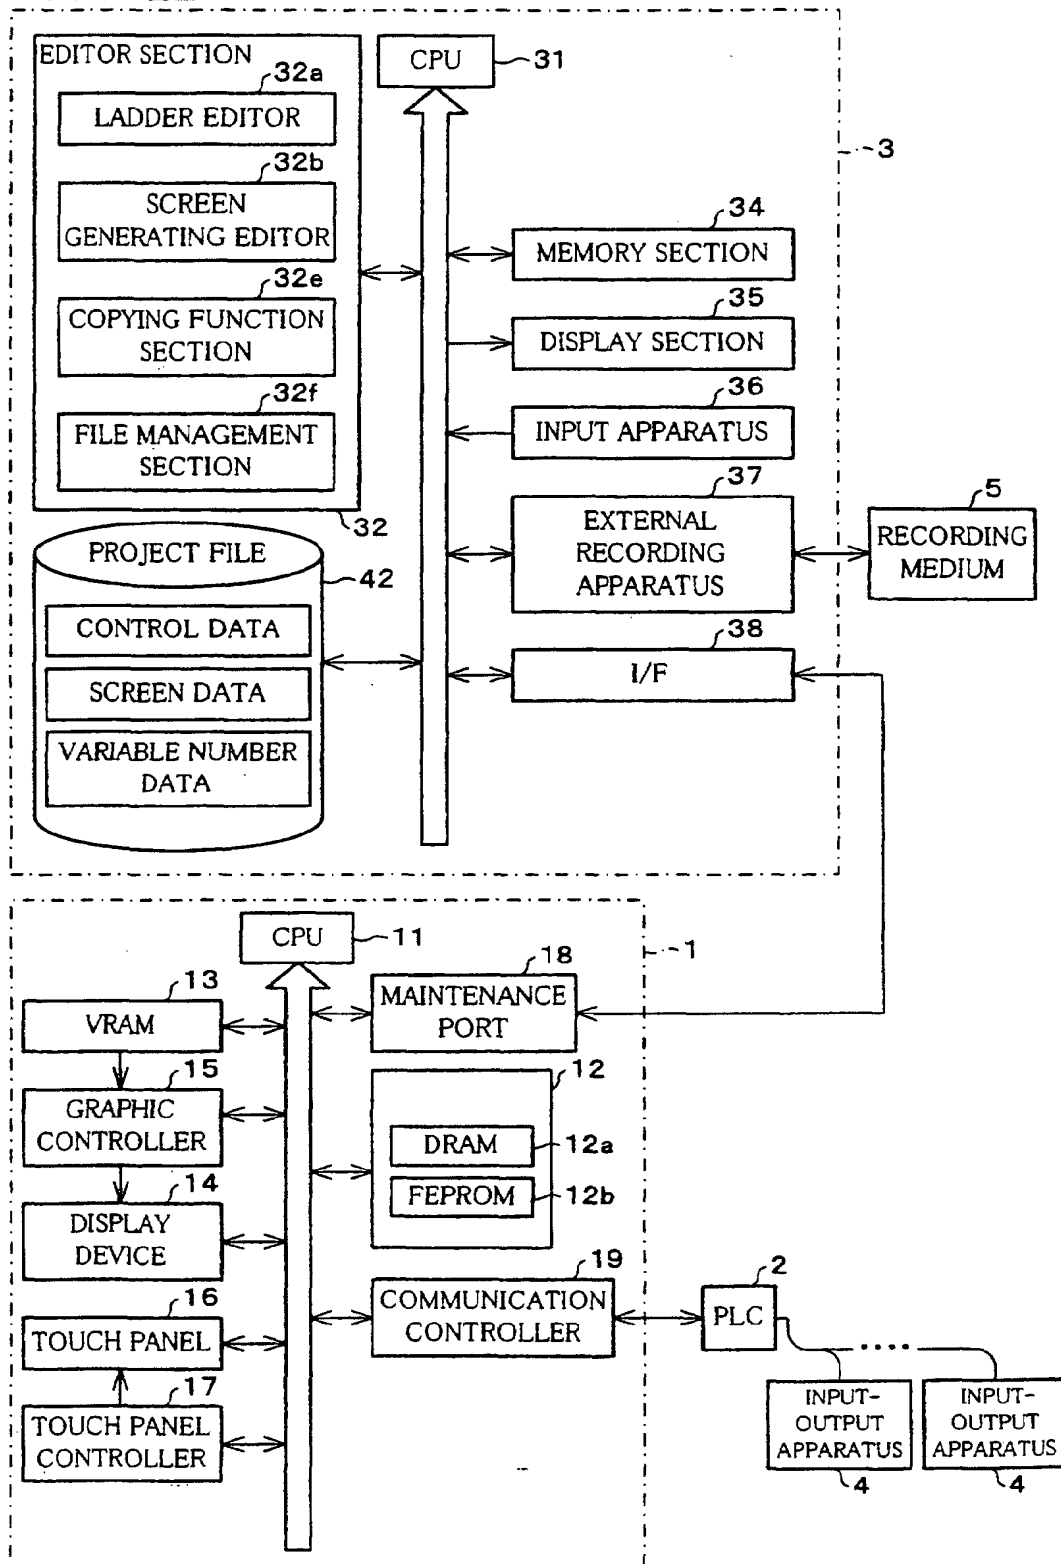 EDITOR SECTION
32a
LADDER EDITOR
32b
SCREEN
GENERATING EDITOR
32e
COPYING FUNCTION
SECTION
32f
FILE MANAGEMENT
SECTION
32
CPU
31
3
34
MEMORY SECTION
35
DISPLAY SECTION
36
INPUT APPARATUS
37
EXTERNAL
RECORDING
APPARATUS
5
RECORDING
MEDIUM
38
I/F
PROJECT FILE
42
CONTROL DATA
SCREEN DATA
VARIABLE NUMBER
DATA
CPU
11
1
13
VRAM
15
GRAPHIC
CONTROLLER
14
DISPLAY
DEVICE
16
TOUCH PANEL
17
TOUCH PANEL
CONTROLLER
18
MAINTENANCE
PORT
12
DRAM
12a
FEPROM
12b
19
COMMUNICATION
CONTROLLER
2
PLC
INPUT-
OUTPUT
APPARATUS
4
INPUT-
OUTPUT
APPARATUS
4